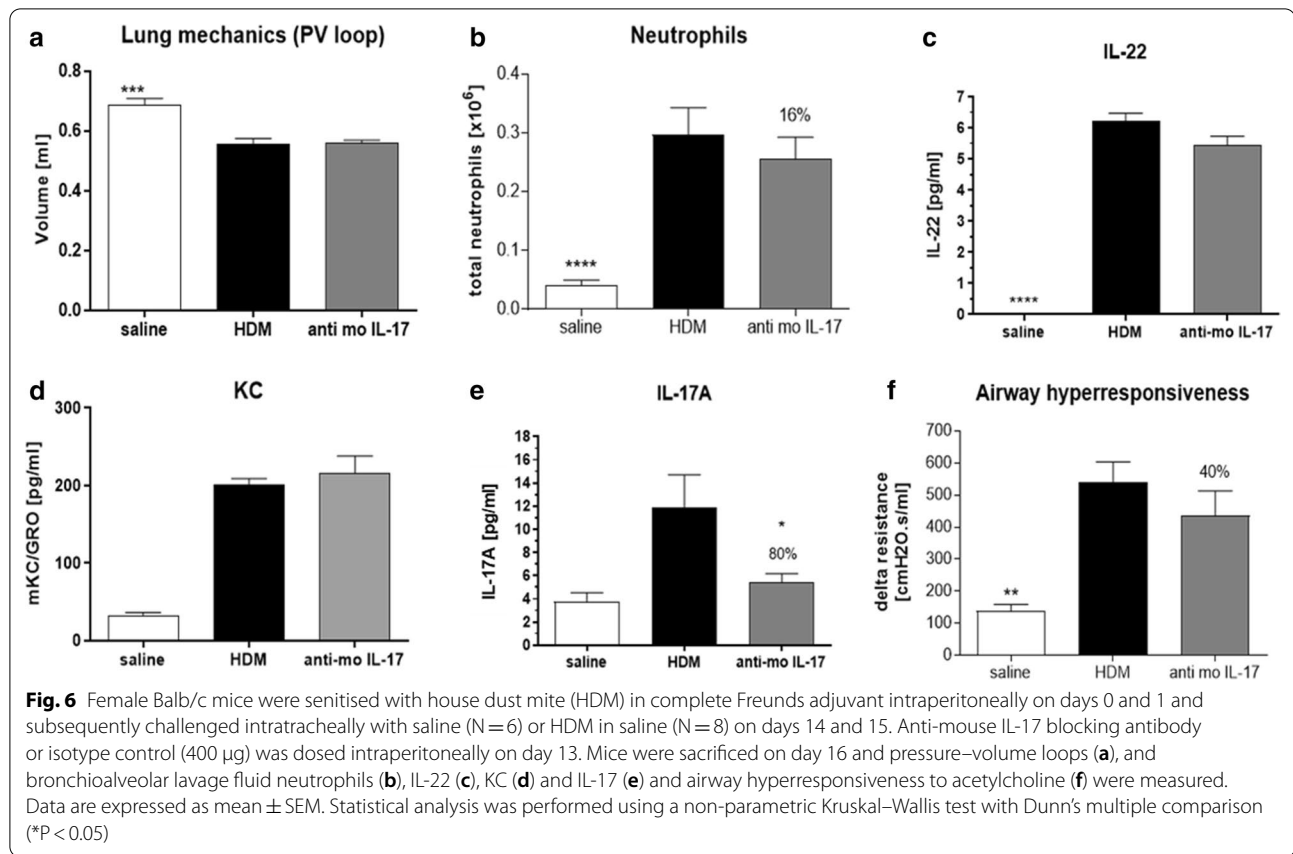 a
Lung mechanics (PV loop)
Volume [ml]
0.8
0.6
0.4
0.2
0.0
***
saline
HDM
anti mo IL-17
b
Neutrophils
total neutrophils [x10⁶]
0.4
0.3
0.2
0.1
0.0
****
16%
saline
HDM
anti mo IL-17
c
IL-22
IL-22 [pg/ml]
7
6
5
4
3
2
1
0
****
saline
HDM
anti-mo IL-17
d
KC
mKC/GRO [pg/ml]
300
200
100
0
saline
HDM
anti-mo IL-17
e
IL-17A
IL-17A [pg/ml]
18
16
14
12
10
8
6
4
2
0
*
80%
saline
HDM
anti-mo IL-17
f
Airway hyperresponsiveness
delta resistance
[cmH2O.s/ml]
700
600
500
400
300
200
100
0
**
40%
saline
HDM
anti mo IL-17
Fig. 6 Female Balb/c mice were senitised with house dust mite (HDM) in complete Freunds adjuvant intraperitoneally on days 0 and 1 and
subsequently challenged intratracheally with saline (N = 6) or HDM in saline (N = 8) on days 14 and 15. Anti-mouse IL-17 blocking antibody
or isotype control (400 µg) was dosed intraperitoneally on day 13. Mice were sacrificed on day 16 and pressure–volume loops (a), and
bronchioalveolar lavage fluid neutrophils (b), IL-22 (c), KC (d) and IL-17 (e) and airway hyperresponsiveness to acetylcholine (f) were measured.
Data are expressed as mean ± SEM. Statistical analysis was performed using a non-parametric Kruskal–Wallis test with Dunn's multiple comparison
(*P < 0.05)